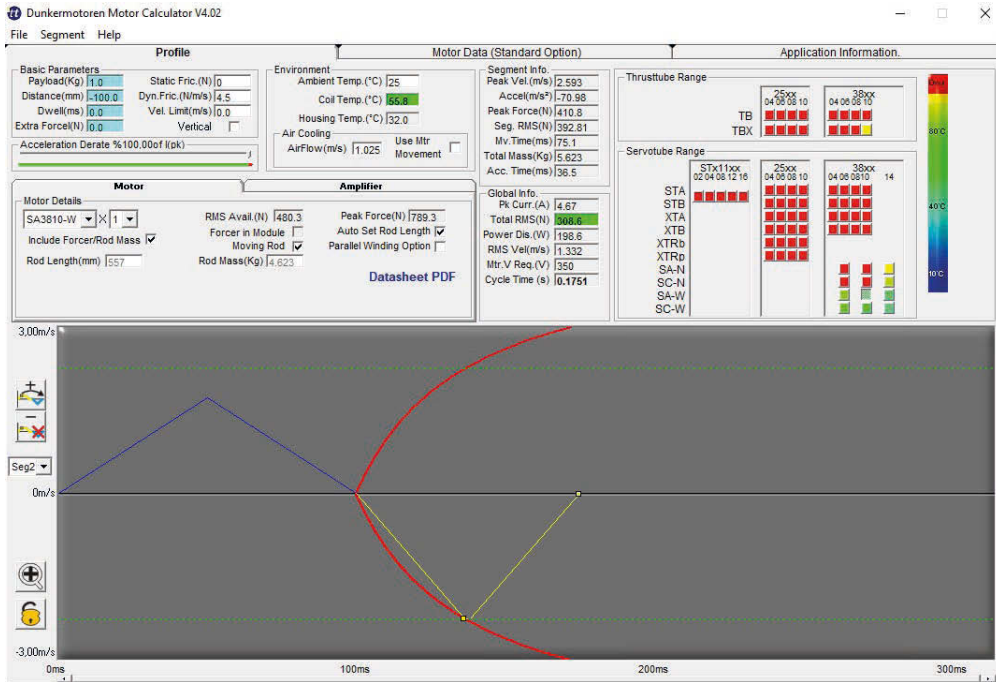 Dunkermotoren Motor Calculator V4.02
File Segment Help
Profile
Motor Data (Standard Option)
Application Information.
Basic Parameters
Payload(Kg) 1.0 Static Fric.(N) 0
Distance(mm) -100.0 Dyn.Fric.(N/m/s) 4.5
Dwell(ms) 0.0 Vel. Limit(m/s) 0.0
Extra Force(N) 0.0 Vertical
Acceleration Derate %100,00of I(pk)
Environment
Ambient Temp.(°C) 25
Coil Temp.(°C) 55.8
Housing Temp.(°C) 32.0
Air Cooling
AirFlow(m/s) 1.025 Use Mtr Movement
Motor
Amplifier
Motor Details
SA3810-W X 1
Include Forcer/Rod Mass
Rod Length(mm) 557
RMS Avail.(N) 480.3
Forcer in Module
Moving Rod
Rod Mass(Kg) 4.623
Peak Force(N) 789.3
Auto Set Rod Length
Parallel Winding Option
Datasheet PDF
Segment Info.
Peak Vel.(m/s) 2.593
Accel(m/s²) -70.98
Peak Force(N) 410.8
Seg. RMS(N) 392.81
Mv.Time(ms) 75.1
Total Mass(Kg) 5.623
Acc. Time(ms) 36.5
Global Info.
Pk Curr.(A) 4.67
Total RMS(N) 308.6
Power Dis.(W) 198.6
RMS Vel(m/s) 1.332
Mtr.V Req.(V) 350
Cycle Time (s) 0.1751
Thrusttube Range
25xx 38xx
04 06 08 10 04 06 08 10
TB
TBX
Servotube Range
STx11xx 25xx 38xx
02 04 08 12 16 04 06 08 10 04 06 0810 14
STA
STB
XTA
XTB
XTRb
XTRp
SA-N
SC-N
SA-W
SC-W
80°C
40°C
10°C
3,00m/s
Seg2
0m/s
-3,00m/s
0ms 100ms 200ms 300ms